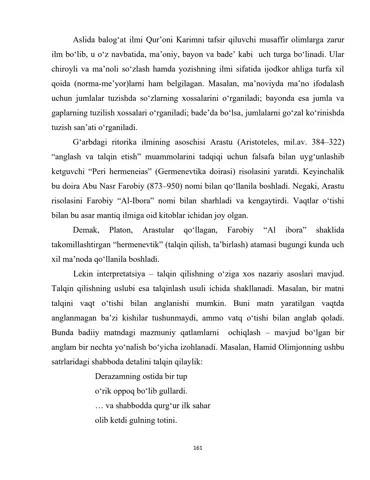 Aslida balog‘at ilmi Qur’oni Karimni tafsir qiluvchi musaffir olimlarga zarur
ilm bo‘lib, u o‘z navbatida, ma’oniy, bayon va bade’ kabi uch turga bo‘linadi. Ular
chiroyli va ma’noli so‘zlash hamda yozishning ilmi sifatida ijodkor ahliga turfa xil
qoida (norma-me’yor)larni ham belgilagan. Masalan, ma’noviyda ma’no ifodalash
uchun jumlalar tuzishda so‘zlarning xossalarini o‘rganiladi; bayonda esa jumla va
gaplarning tuzilish xossalari o‘rganiladi; bade’da bo‘lsa, jumlalarni go‘zal ko‘rinishda
tuzish san’ati o‘rganiladi.
G‘arbdagi ritorika ilmining asoschisi Arastu (Aristoteles, mil.av. 384–322)
“anglash va talqin etish” muammolarini tadqiqi uchun falsafa bilan uyg‘unlashib
ketguvchi “Peri hermeneias” (Germenevtika doirasi) risolasini yaratdi. Keyinchalik
bu doira Abu Nasr Farobiy (873–950) nomi bilan qo‘llanila boshladi. Negaki, Arastu
risolasini Farobiy “Al-Ibora” nomi bilan sharhladi va kengaytirdi. Vaqtlar o‘tishi
bilan bu asar mantiq ilmiga oid kitoblar ichidan joy olgan.
Demak, Platon, Arastular qo‘llagan, Farobiy “Al ibora” shaklida
takomillashtirgan “hermenevtik” (talqin qilish, ta’birlash) atamasi bugungi kunda uch
xil ma’noda qo‘llanila boshladi.
Lekin interpretatsiya – talqin qilishning o‘ziga xos nazariy asoslari mavjud.
Talqin qilishning uslubi esa talqinlash usuli ichida shakllanadi. Masalan, bir matni
talqini vaqt o‘tishi bilan anglanishi mumkin. Buni matn yaratilgan vaqtda
anglanmagan ba’zi kishilar tushunmaydi, ammo vatq o‘tishi bilan anglab qoladi.
Bunda badiiy matndagi mazmuniy qatlamlarni ochiqlash – mavjud bo‘lgan bir
anglam bir nechta yo‘nalish bo‘yicha izohlanadi. Masalan, Hamid Olimjonning ushbu
satrlaridagi shabboda detalini talqin qilaylik:
Derazamning ostida bir tup
o‘rik oppoq bo‘lib gullardi.
… va shabbodda qurg‘ur ilk sahar
olib ketdi gulning totini.
161